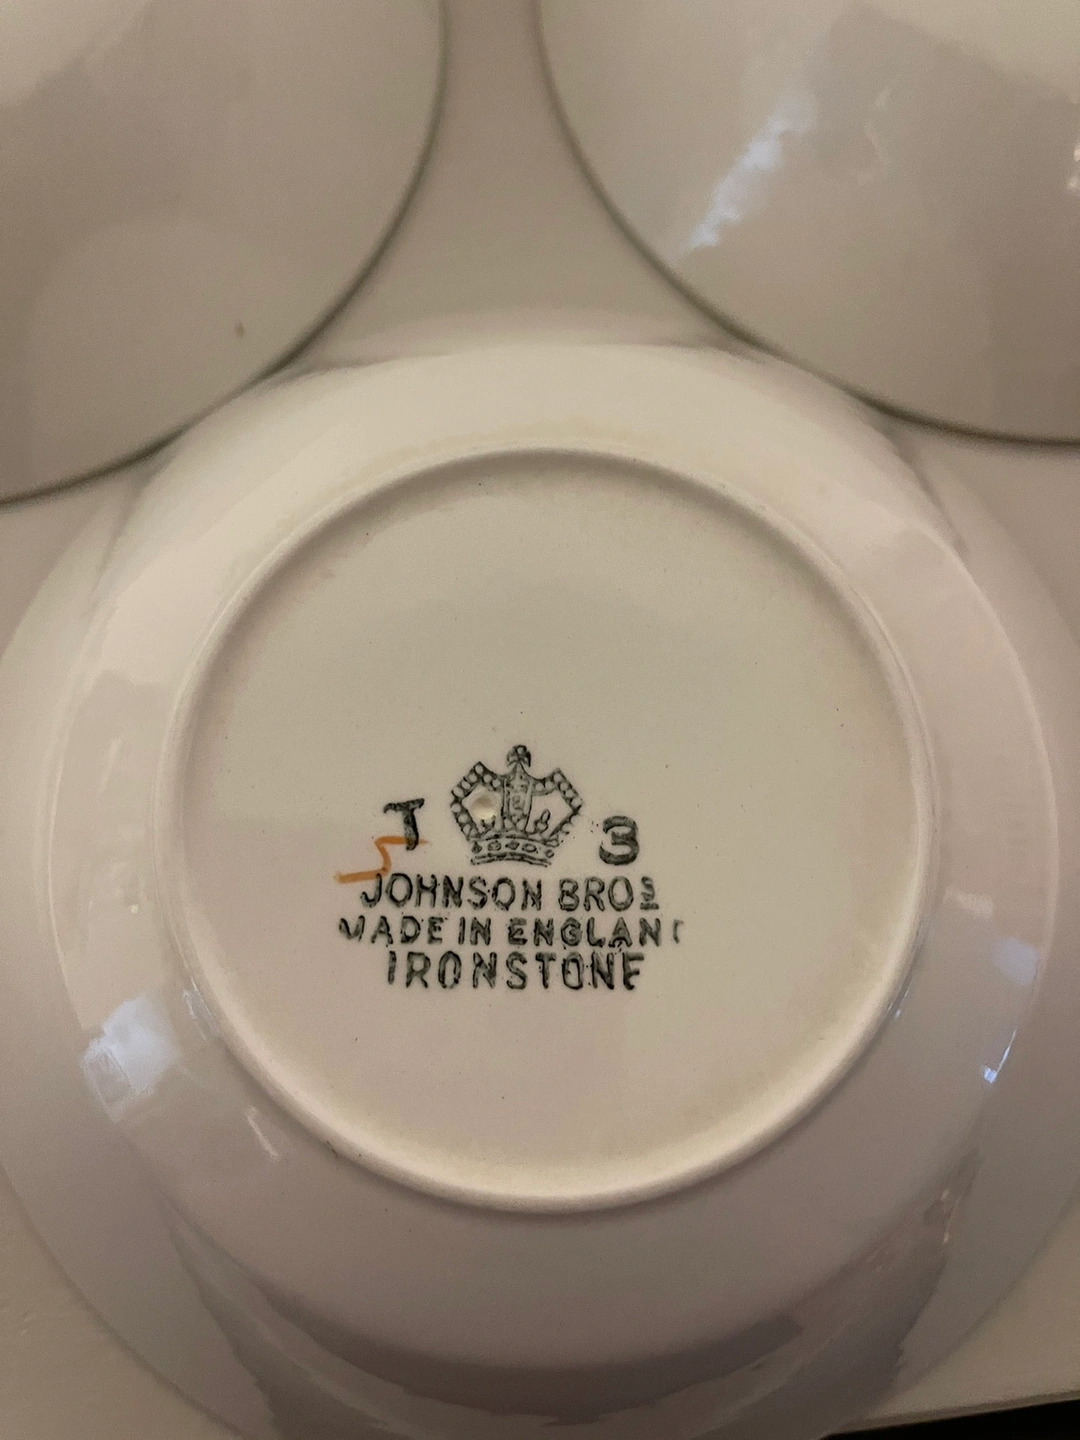 T 3
JOHNSON BROS
MADE IN ENGLAND
IRONSTONE